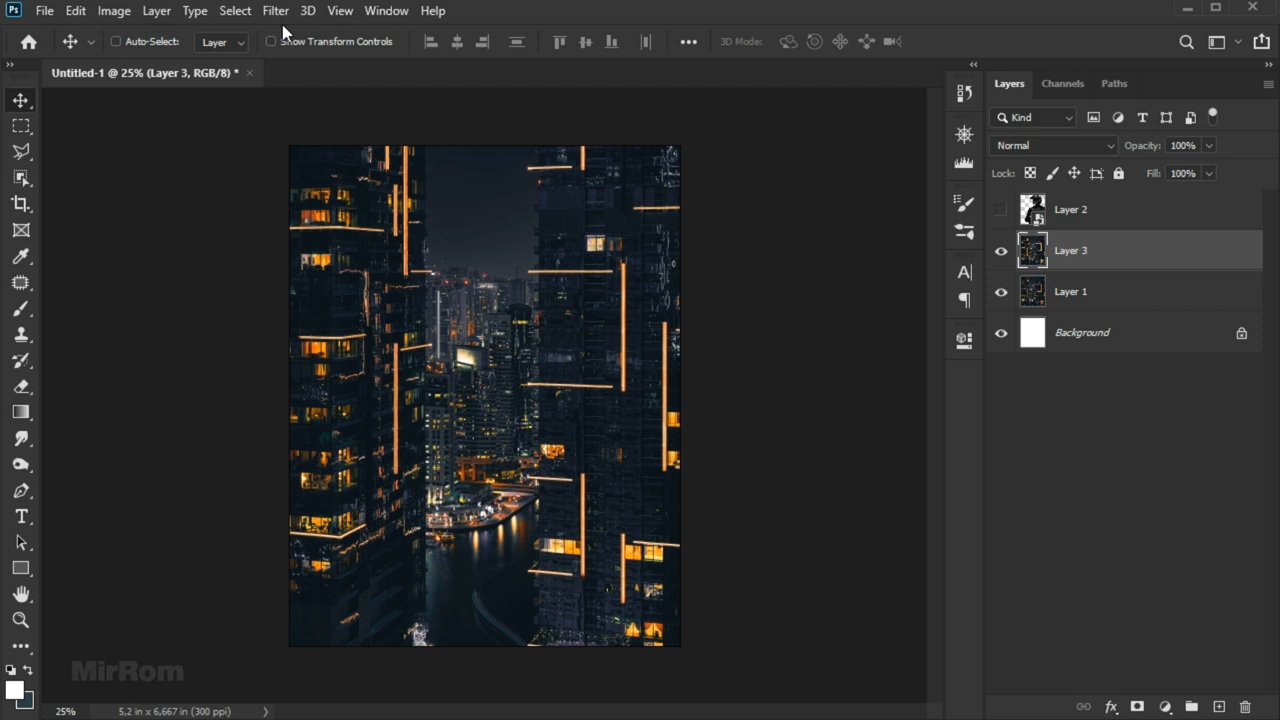 Ps File Edit Image Layer Type Select Filter 3D View Window Help
Auto-Select: Layer Show Transform Controls 3D Mode:
Untitled-1 @ 25% (Layer 3, RGB/8) *
Layers Channels Paths
Kind
Normal Opacity: 100%
Lock: Fill: 100%
Layer 2
Layer 3
Layer 1
Background
MirRom
25% 5,2 in x 6,667 in (300 ppi)